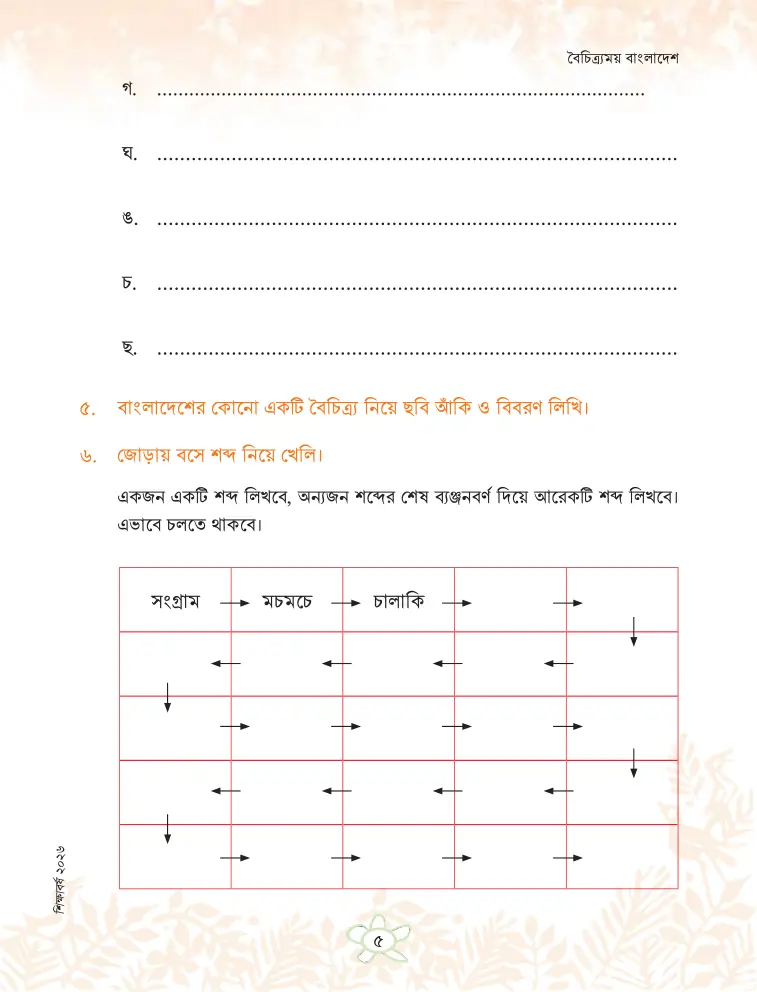 বৈচিত্র্যময় বাংলাদেশ
গ. ........................................................................................
ঘ. ............................................................................................
ঙ. ............................................................................................
চ. ............................................................................................
ছ. ............................................................................................
৫. বাংলাদেশের কোনো একটি বৈচিত্র্য নিয়ে ছবি আঁকি ও বিবরণ লিখি।
৬. জোড়ায় বসে শব্দ নিয়ে খেলি।
একজন একটি শব্দ লিখবে, অন্যজন শব্দের শেষ ব্যঞ্জনবর্ণ দিয়ে আরেকটি শব্দ লিখবে।
এভাবে চলতে থাকবে।
সংগ্রাম → মচমচে → চালাকি → →
শিক্ষাবর্ষ ২০২৬
৫